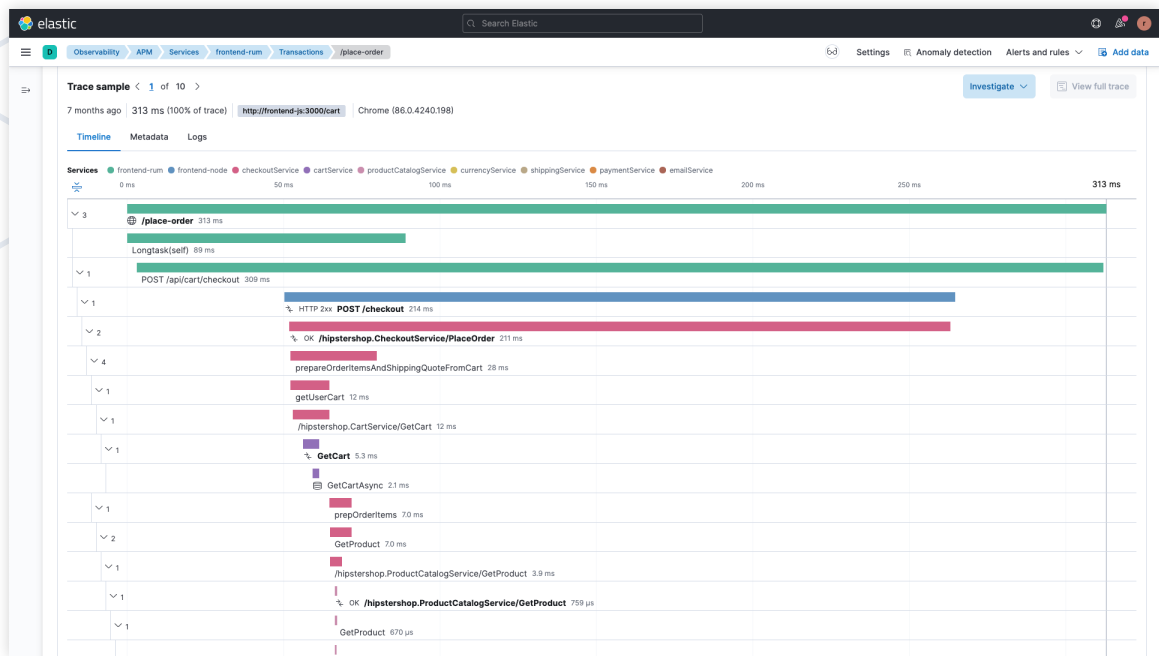 elastic
Search Elastic
r
D
Observability
APM
Services
frontend-rum
Transactions
/place-order
Settings
Anomaly detection
Alerts and rules
Add data
Trace sample
1 of 10
Investigate
View full trace
7 months ago
313 ms (100% of trace)
http://frontend-js:3000/cart
Chrome (86.0.4240.198)
Timeline
Metadata
Logs
Services frontend-rum frontend-node checkoutService cartService productCatalogService currencyService shippingService paymentService emailService
0 ms 50 ms 100 ms 150 ms 200 ms 250 ms 313 ms
3
/place-order 313 ms
Longtask(self) 89 ms
1
POST /api/cart/checkout 309 ms
1
HTTP 2xx POST /checkout 214 ms
2
OK /hipstershop.CheckoutService/PlaceOrder 211 ms
4
prepareOrderItemsAndShippingQuoteFromCart 28 ms
1
getUserCart 12 ms
1
/hipstershop.CartService/GetCart 12 ms
1
GetCart 5.3 ms
GetCartAsync 2.1 ms
1
prepOrderItems 7.0 ms
2
GetProduct 7.0 ms
1
/hipstershop.ProductCatalogService/GetProduct 3.9 ms
1
OK /hipstershop.ProductCatalogService/GetProduct 759 μs
1
GetProduct 670 μs